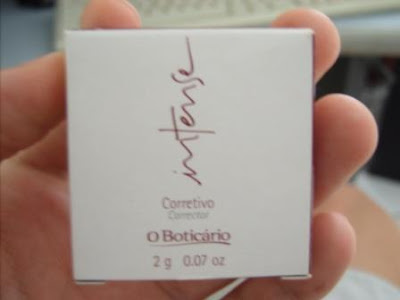 intense
Corretivo
Corrector
O Boticário
2 g 0.07 oz